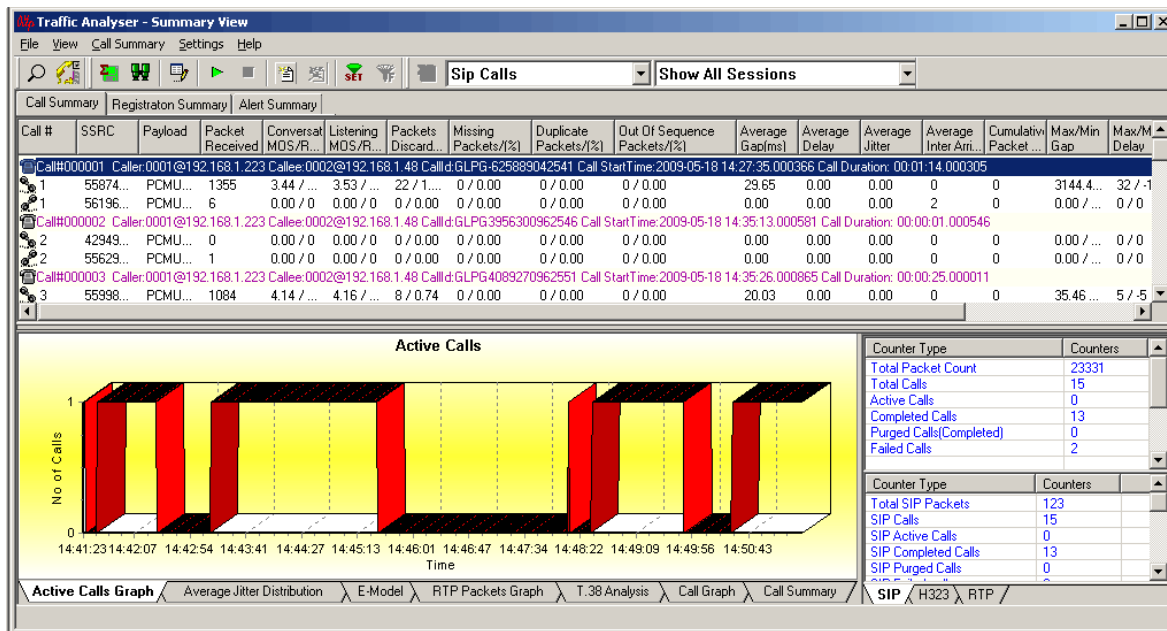 Traffic Analyser - Summary View
File View Call Summary Settings Help
SET Sip Calls Show All Sessions
Call Summary Registraton Summary Alert Summary
Call # SSRC Payload Packet Received Conversat MOS/R... Listening MOS/R... Packets Discard... Missing Packets/(%) Duplicate Packets/(%) Out Of Sequence Packets/(%) Average Gap(ms) Average Delay Average Jitter Average Inter Arri... Cumulativ Packet ... Max/Min Gap Max/M Delay
Call#000001 Caller:0001@192.168.1.223 Callee:0002@192.168.1.48 CallId:GLPG-625889042541 Call StartTime:2009-05-18 14:27:35.000366 Call Duration: 00:01:14.000305
1 55874... PCMU... 1355 3.44 / ... 3.53 / ... 22 / 1.... 0 / 0.00 0 / 0.00 0 / 0.00 29.65 0.00 0.00 0 0 3144.4... 32 / -1
1 56196... PCMU... 6 0.00 / 0 0.00 / 0 0 / 0.00 0 / 0.00 0 / 0.00 0 / 0.00 0.00 0.00 0.00 2 0 0.00 / ... 0 / 0
Call#000002 Caller:0001@192.168.1.223 Callee:0002@192.168.1.48 CallId:GLPG3956300962546 Call StartTime:2009-05-18 14:35:13.000581 Call Duration: 00:00:01.000546
2 42949... PCMU... 0 0.00 / 0 0.00 / 0 0 / 0.00 0 / 0.00 0 / 0.00 0 / 0.00 0.00 0.00 0.00 0 0 0.00 / ... 0 / 0
2 55629... PCMU... 1 0.00 / 0 0.00 / 0 0 / 0.00 0 / 0.00 0 / 0.00 0 / 0.00 0.00 0.00 0.00 0 0 0.00 / ... 0 / 0
Call#000003 Caller:0001@192.168.1.223 Callee:0002@192.168.1.48 CallId:GLPG4089270962551 Call StartTime:2009-05-18 14:35:26.000865 Call Duration: 00:00:25.000011
3 55998... PCMU... 1084 4.14 / ... 4.16 / ... 8 / 0.74 0 / 0.00 0 / 0.00 0 / 0.00 20.03 0.00 0.00 0 0 35.46 ... 5 / -5
Active Calls
No of Calls
1
0
14:41:23 14:42:07 14:42:54 14:43:41 14:44:27 14:45:13 14:46:01 14:46:47 14:47:34 14:48:22 14:49:09 14:49:56 14:50:43
Time
Active Calls Graph Average Jitter Distribution E-Model RTP Packets Graph T.38 Analysis Call Graph Call Summary
Counter Type Counters
Total Packet Count 23331
Total Calls 15
Active Calls 0
Completed Calls 13
Purged Calls(Completed) 0
Failed Calls 2
Counter Type Counters
Total SIP Packets 123
SIP Calls 15
SIP Active Calls 0
SIP Completed Calls 13
SIP Purged Calls 0
SIP H323 RTP